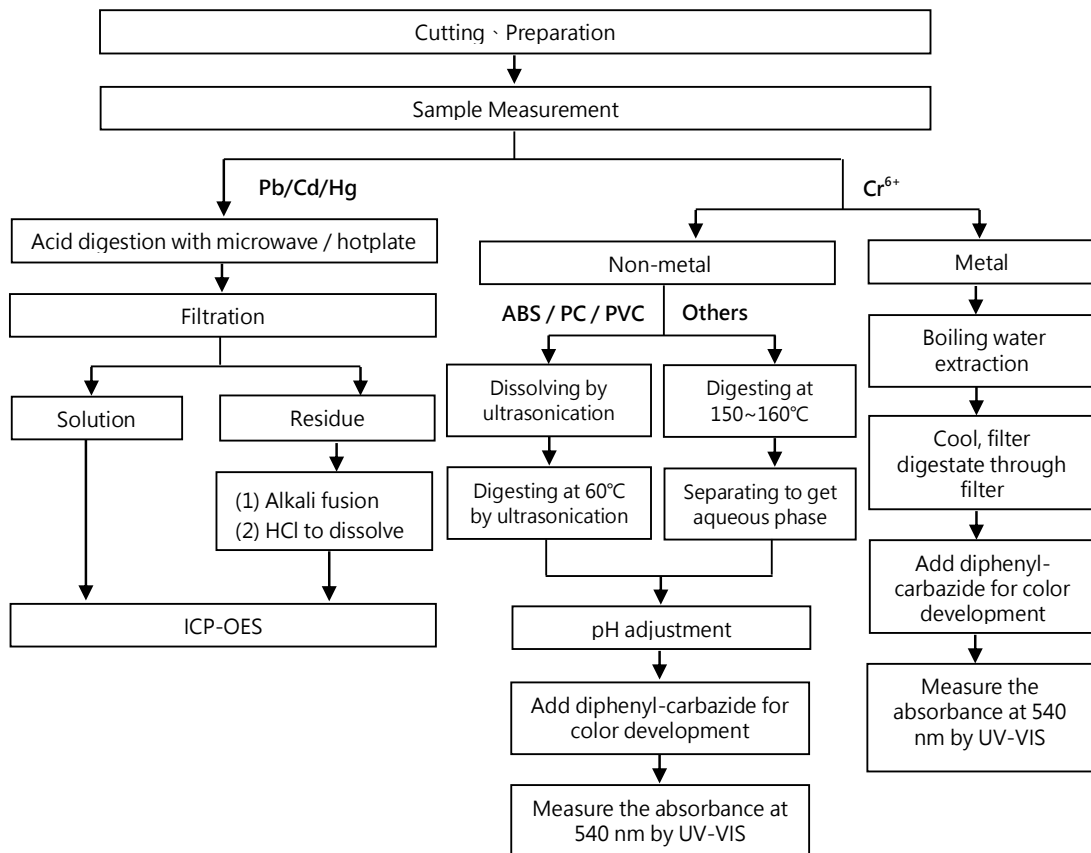 Cutting、Preparation
Sample Measurement
Pb/Cd/Hg
Cr⁶⁺
Acid digestion with microwave / hotplate
Filtration
Solution
Residue
(1) Alkali fusion
(2) HCl to dissolve
ICP-OES
Non-metal
ABS / PC / PVC
Others
Dissolving by
ultrasonication
Digesting at
150~160℃
Digesting at 60℃
by ultrasonication
Separating to get
aqueous phase
pH adjustment
Add diphenyl-carbazide for
color development
Measure the absorbance at
540 nm by UV-VIS
Metal
Boiling water
extraction
Cool, filter
digestate through
filter
Add diphenyl-
carbazide for color
development
Measure the
absorbance at 540
nm by UV-VIS